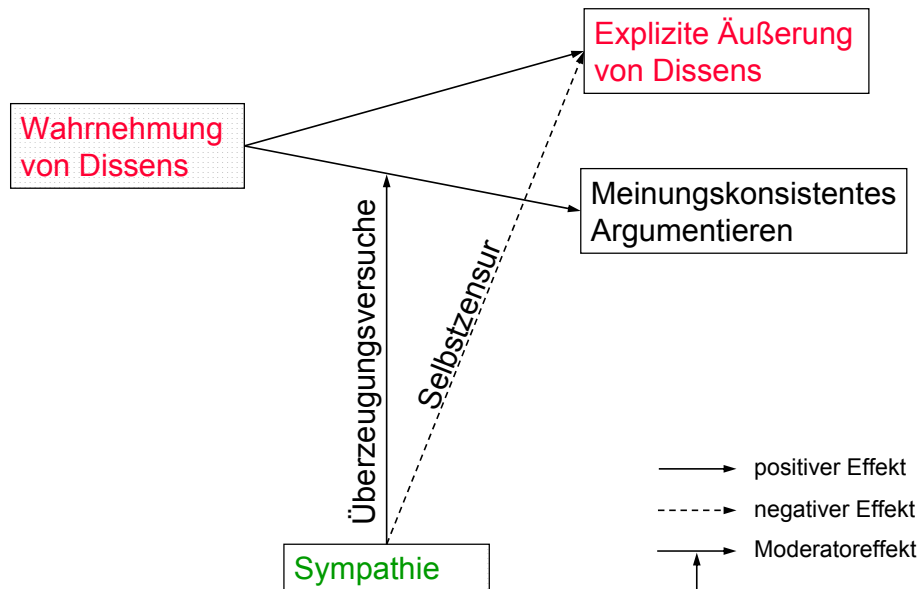 Explizite Äußerung
von Dissens
Wahrnehmung
von Dissens
Meinungskonsistentes
Argumentieren
Überzeugungsversuche
Selbstzensur
Sympathie
positiver Effekt
negativer Effekt
Moderatoreffekt